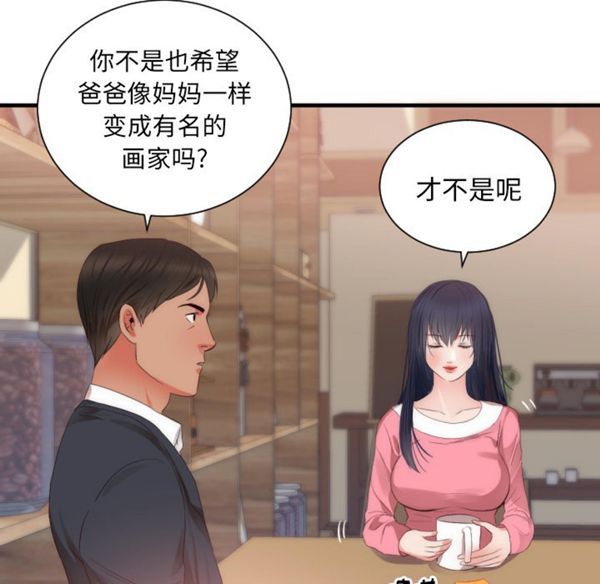 你不是也希望
爸爸像妈妈一样
变成有名的
画家吗?
才不是呢